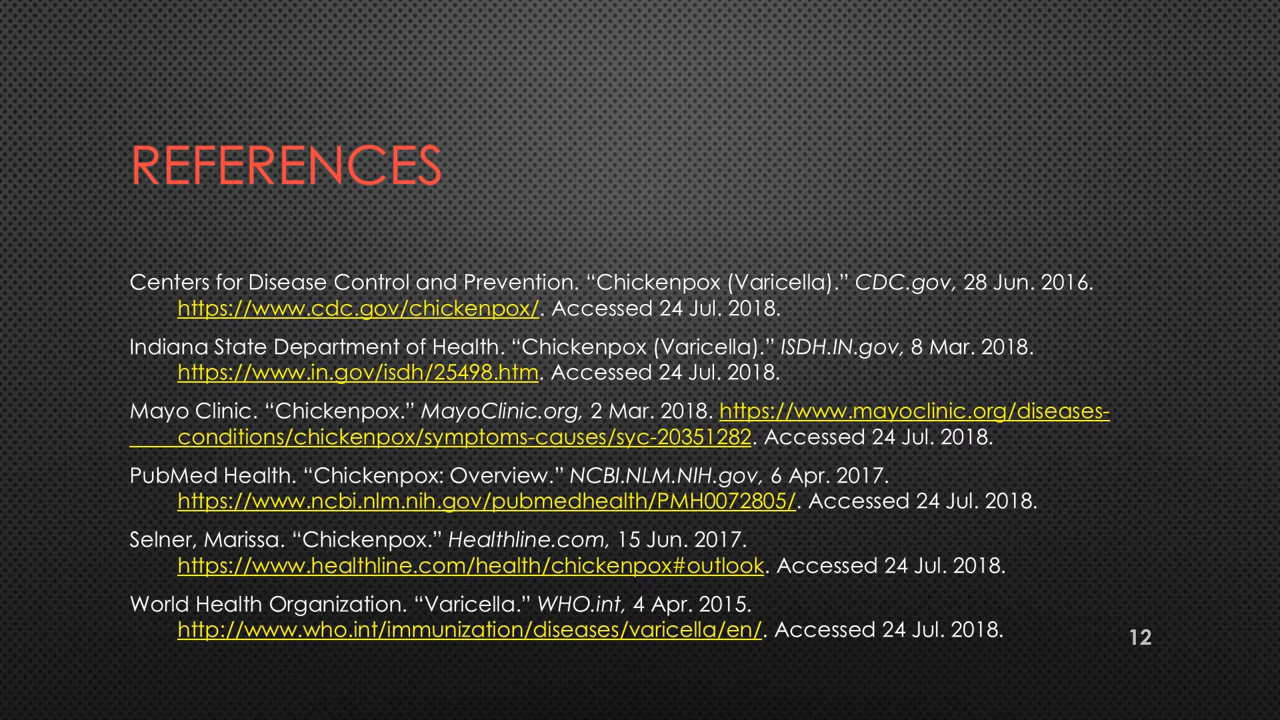 REFERENCES
Centers for Disease Control and Prevention. “Chickenpox (Varicella).” CDC.gov, 28 Jun. 2016.
https://www.cdc.gov/chickenpox/. Accessed 24 Jul. 2018.
Indiana State Department of Health. “Chickenpox (Varicella).” ISDH.IN.gov, 8 Mar. 2018.
https://www.in.gov/isdh/25498.htm. Accessed 24 Jul. 2018.
Mayo Clinic. “Chickenpox.” MayoClinic.org, 2 Mar. 2018. https://www.mayoclinic.org/diseases-
conditions/chickenpox/symptoms-causes/syc-20351282. Accessed 24 Jul. 2018.
PubMed Health. “Chickenpox: Overview.” NCBI.NLM.NIH.gov, 6 Apr. 2017.
https://www.ncbi.nlm.nih.gov/pubmedhealth/PMH0072805/. Accessed 24 Jul. 2018.
Selner, Marissa. “Chickenpox.” Healthline.com, 15 Jun. 2017.
https://www.healthline.com/health/chickenpox#outlook. Accessed 24 Jul. 2018.
World Health Organization. “Varicella.” WHO.int, 4 Apr. 2015.
http://www.who.int/immunization/diseases/varicella/en/. Accessed 24 Jul. 2018.
12